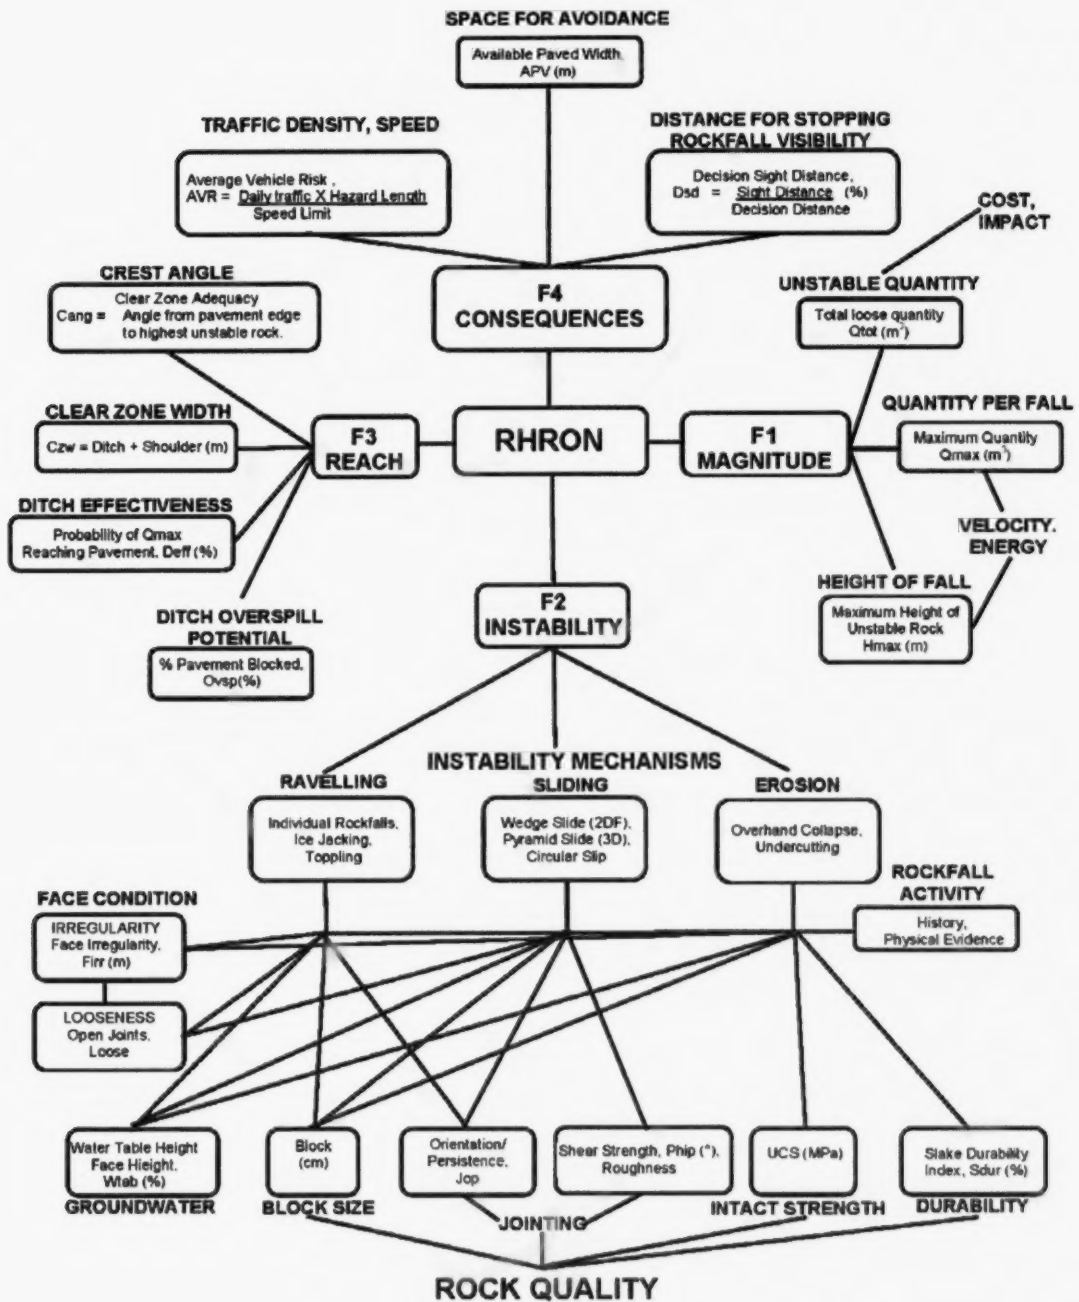 SPACE FOR AVOIDANCE
Available Paved Width,
APV (m)
TRAFFIC DENSITY, SPEED
Average Vehicle Risk ,
AVR = Daily traffic X Hazard Length
Speed Limit
DISTANCE FOR STOPPING
ROCKFALL VISIBILITY
Decision Sight Distance,
Dsd = Sight Distance (%)
Decision Distance
COST,
IMPACT
CREST ANGLE
Clear Zone Adequacy
Cang = Angle from pavement edge
to highest unstable rock.
F4
CONSEQUENCES
UNSTABLE QUANTITY
Total loose quantity
Qtot (m³)
CLEAR ZONE WIDTH
Czw = Ditch + Shoulder (m)
F3
REACH
RHRON
F1
MAGNITUDE
QUANTITY PER FALL
Maximum Quantity
Qmax (m³)
DITCH EFFECTIVENESS
Probability of Qmax
Reaching Pavement, Deff (%)
VELOCITY.
ENERGY
DITCH OVERSPILL
POTENTIAL
% Pavement Blocked,
Ovsp(%)
F2
INSTABILITY
HEIGHT OF FALL
Maximum Height of
Unstable Rock
Hmax (m)
INSTABILITY MECHANISMS
RAVELLING
Individual Rockfalls,
Ice Jacking,
Toppling
SLIDING
Wedge Slide (2DF),
Pyramid Slide (3D),
Circular Slip
EROSION
Overhand Collapse,
Undercutting
ROCKFALL
ACTIVITY
History,
Physical Evidence
FACE CONDITION
IRREGULARITY
Face Irregularity,
Firr (m)
LOOSENESS
Open Joints,
Loose
Water Table Height
Face Hieight,
Wtab (%)
GROUNDWATER
Block
(cm)
BLOCK SIZE
Orientation/
Persistence,
Jop
Shear Strength, Phip (°),
Roughness
JOINTING
UCS (MPa)
INTACT STRENGTH
Slake Durability
Index, Sdur (%)
DURABILITY
ROCK QUALITY